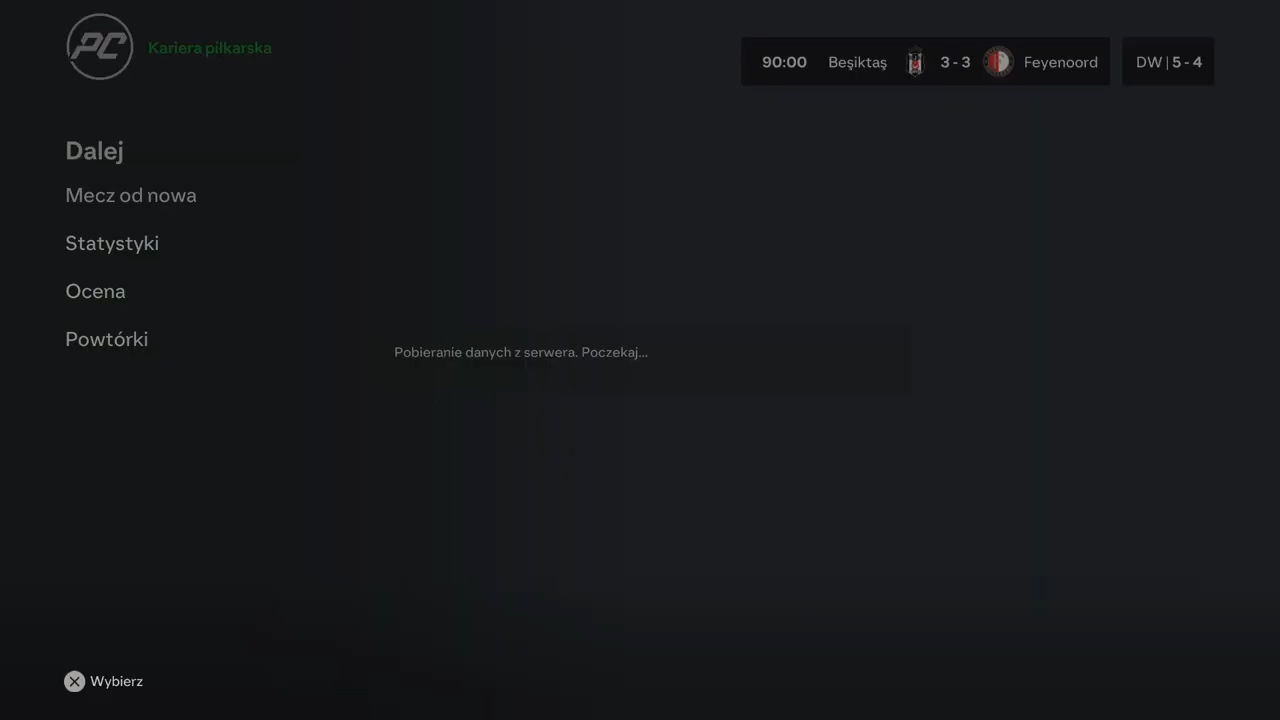 PC Kariera piłkarska
90:00 Beşiktaş 3 - 3 Feyenoord DW | 5 - 4
Dalej
Mecz od nowa
Statystyki
Ocena
Powtórki
Pobieranie danych z serwera. Poczekaj...
Wybierz